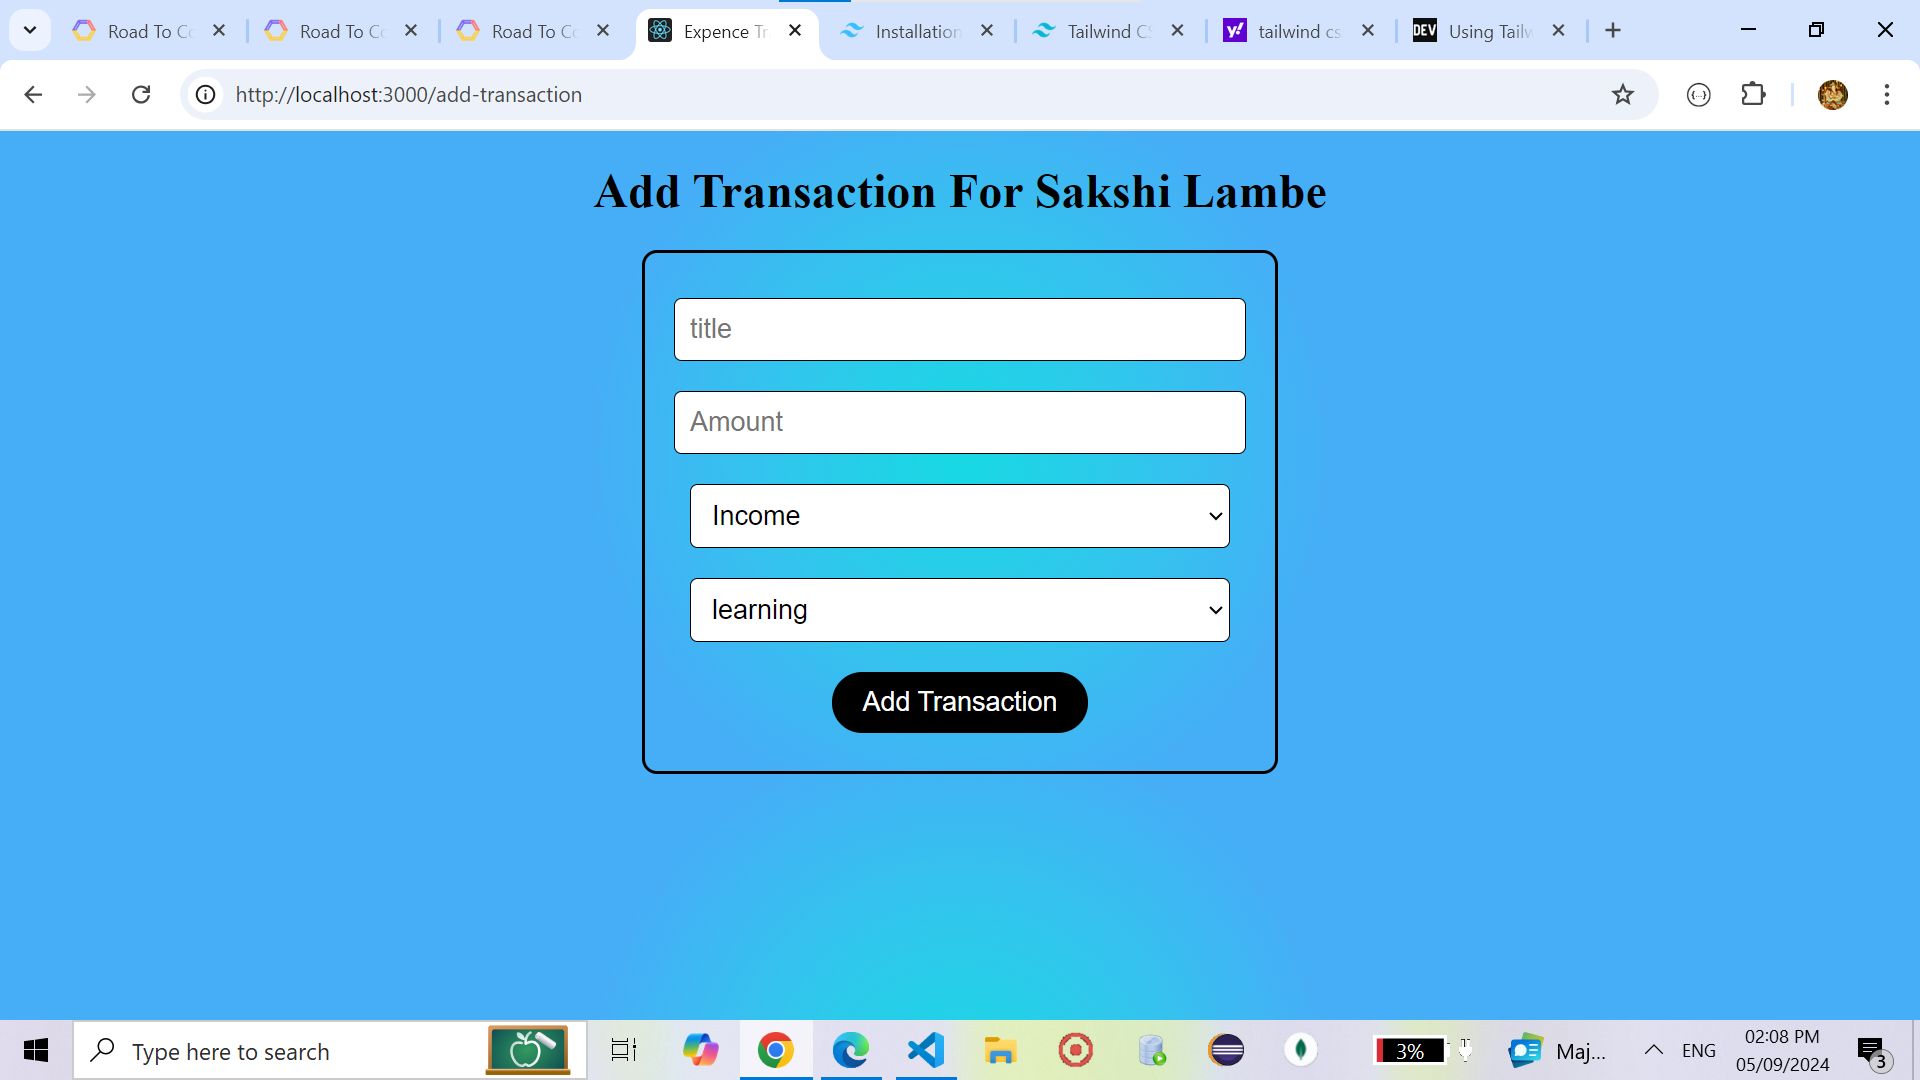 Road To Co
Road To Co
Road To Co
Expence Tr
Installation
Tailwind CS
tailwind cs
DEV
Using Tailw
http://localhost:3000/add-transaction
Add Transaction For Sakshi Lambe
title
Amount
Income
learning
Add Transaction
Type here to search
3%
Maj...
ENG
02:08 PM
05/09/2024
3